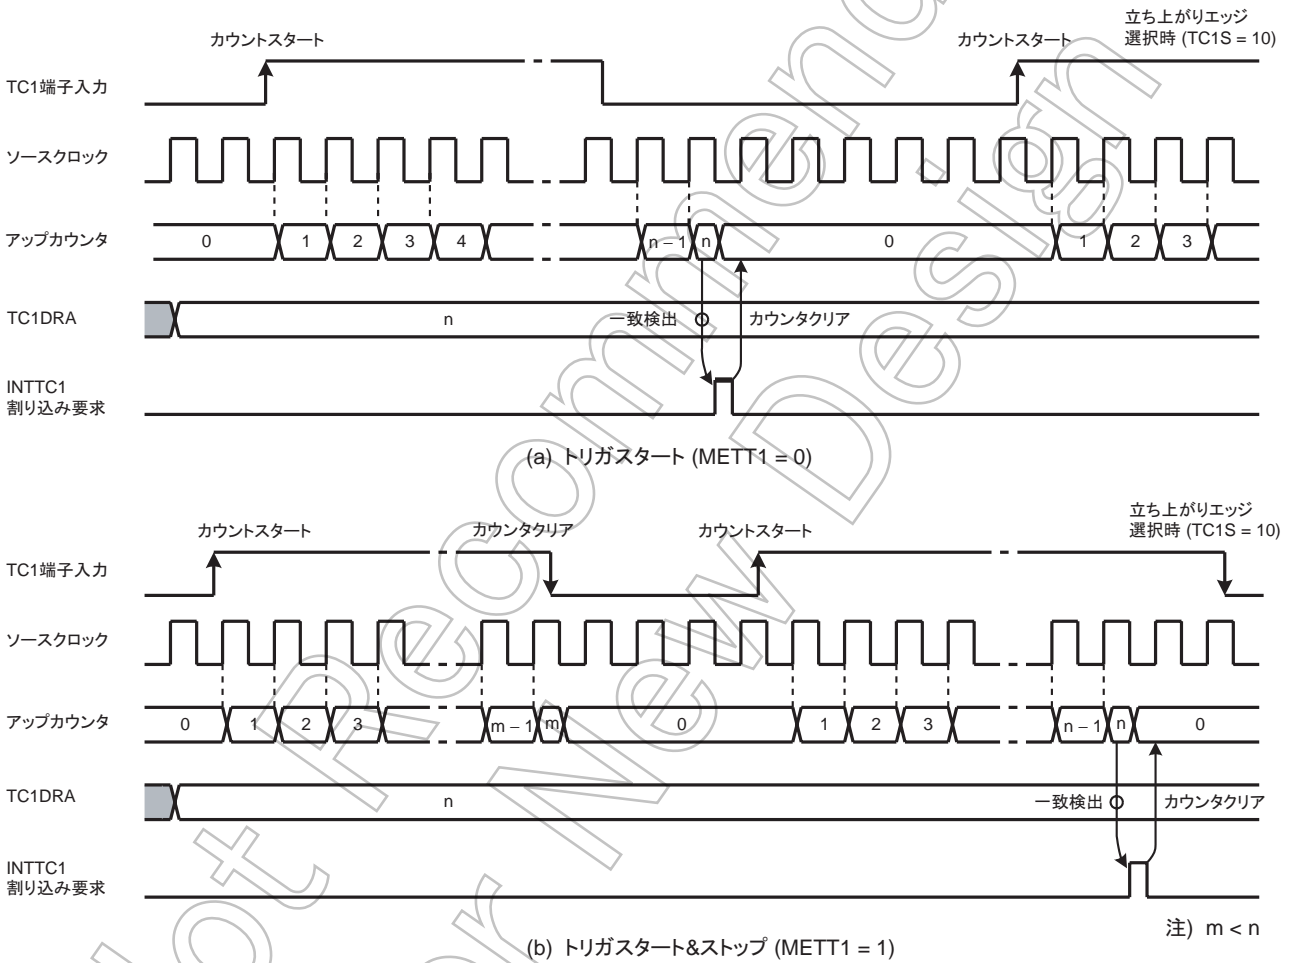 カウントスタート
カウントスタート
立ち上がりエッジ
選択時 (TC1S = 10)
TC1端子入力
ソースクロック
アップカウンタ
0 1 2 3 4 n − 1 n 0 1 2 3
TC1DRA
n
一致検出
カウンタクリア
INTTC1
割り込み要求
(a) トリガスタート (METT1 = 0)
カウントスタート
カウンタクリア
カウントスタート
立ち上がりエッジ
選択時 (TC1S = 10)
TC1端子入力
ソースクロック
アップカウンタ
0 1 2 3 m − 1 m 0 1 2 3 n − 1 n 0
TC1DRA
n
一致検出
カウンタクリア
INTTC1
割り込み要求
注) m < n
(b) トリガスタート&ストップ (METT1 = 1)
Not Recommend
or New Design